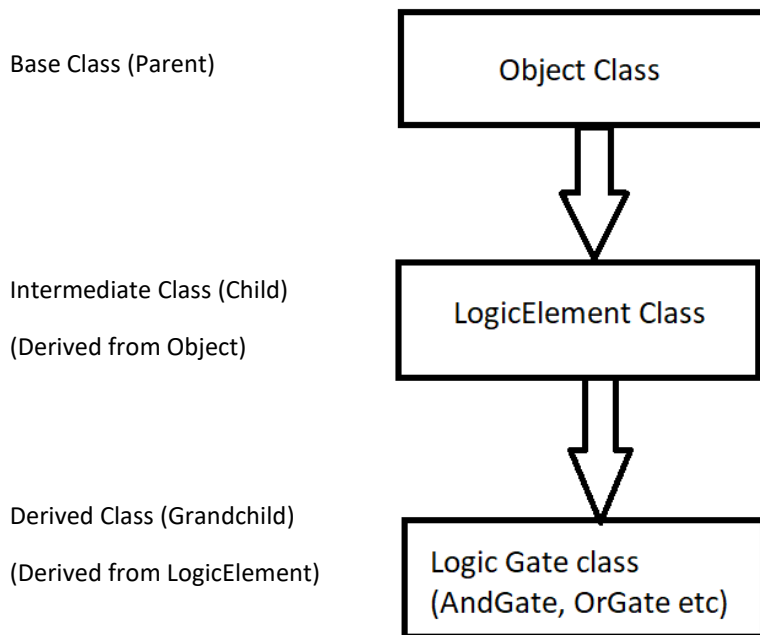 Base Class (Parent)
Object Class
Intermediate Class (Child)
LogicElement Class
(Derived from Object)
Derived Class (Grandchild)
(Derived from LogicElement)
Logic Gate class
(AndGate, OrGate etc)